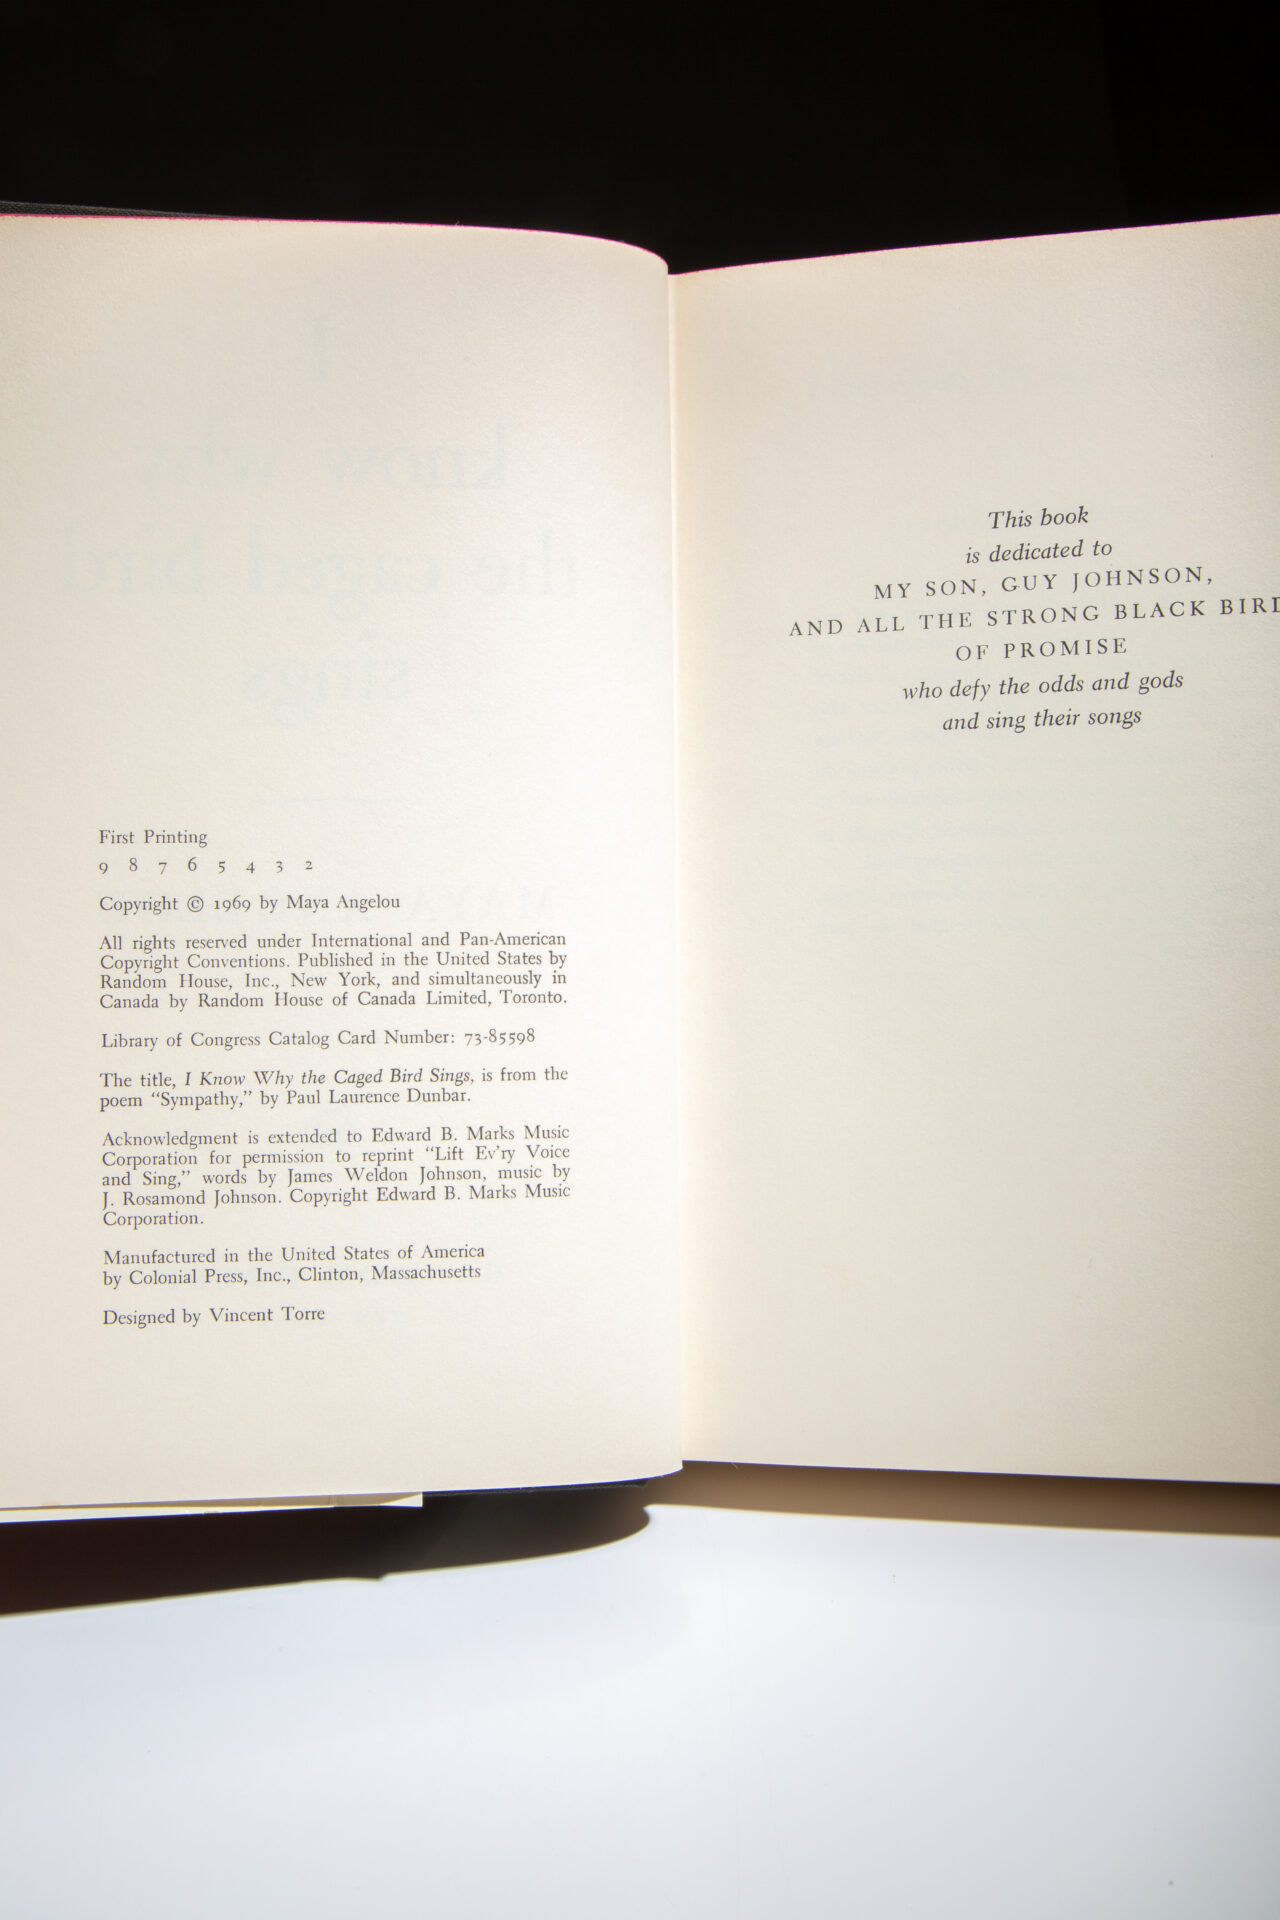 First Printing
9 8 7 6 5 4 3 2
Copyright © 1969 by Maya Angelou
All rights reserved under International and Pan-American
Copyright Conventions. Published in the United States by
Random House, Inc., New York, and simultaneously in
Canada by Random House of Canada Limited, Toronto.
Library of Congress Catalog Card Number: 73-85598
The title, I Know Why the Caged Bird Sings, is from the
poem “Sympathy,” by Paul Laurence Dunbar.
Acknowledgment is extended to Edward B. Marks Music
Corporation for permission to reprint “Lift Ev’ry Voice
and Sing,” words by James Weldon Johnson, music by
J. Rosamond Johnson. Copyright Edward B. Marks Music
Corporation.
Manufactured in the United States of America
by Colonial Press, Inc., Clinton, Massachusetts
Designed by Vincent Torre
This book
is dedicated to
MY SON, GUY JOHNSON,
AND ALL THE STRONG BLACK BIRD
OF PROMISE
who defy the odds and gods
and sing their songs